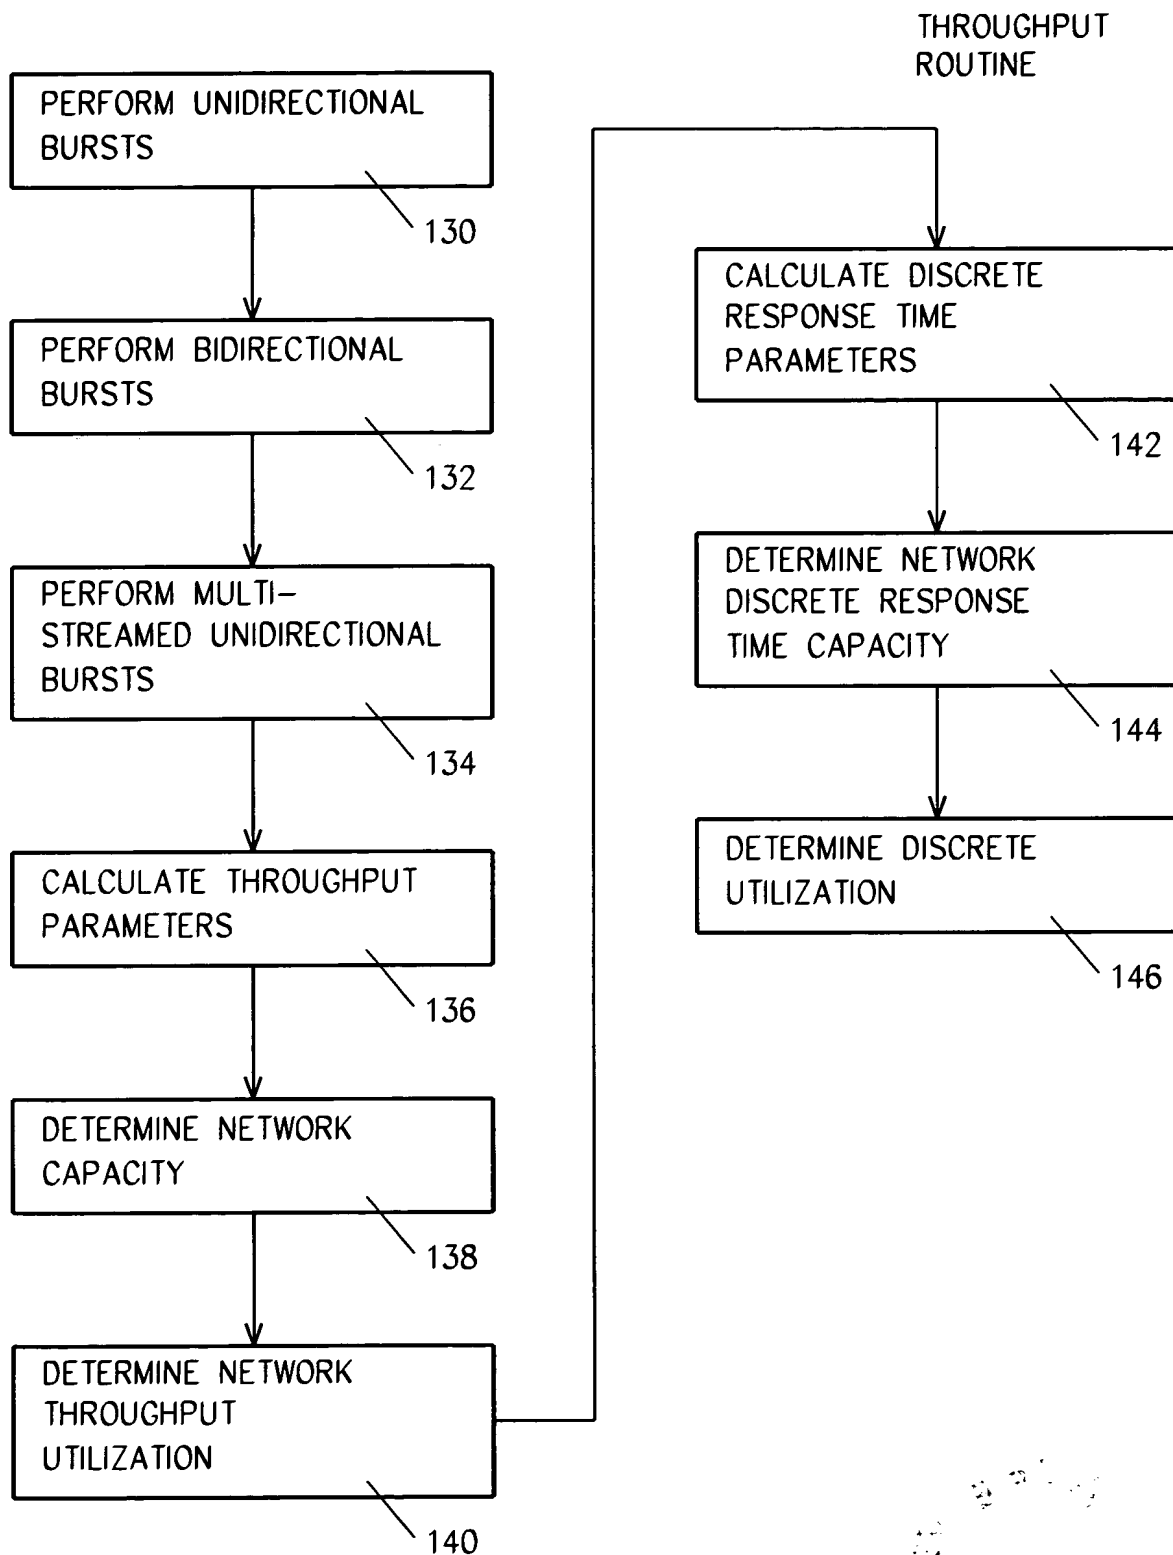 THROUGHPUT
ROUTINE
PERFORM UNIDIRECTIONAL
BURSTS
130
PERFORM BIDIRECTIONAL
BURSTS
132
PERFORM MULTI-
STREAMED UNIDIRECTIONAL
BURSTS
134
CALCULATE THROUGHPUT
PARAMETERS
136
DETERMINE NETWORK
CAPACITY
138
DETERMINE NETWORK
THROUGHPUT
UTILIZATION
140
CALCULATE DISCRETE
RESPONSE TIME
PARAMETERS
142
DETERMINE NETWORK
DISCRETE RESPONSE
TIME CAPACITY
144
DETERMINE DISCRETE
UTILIZATION
146